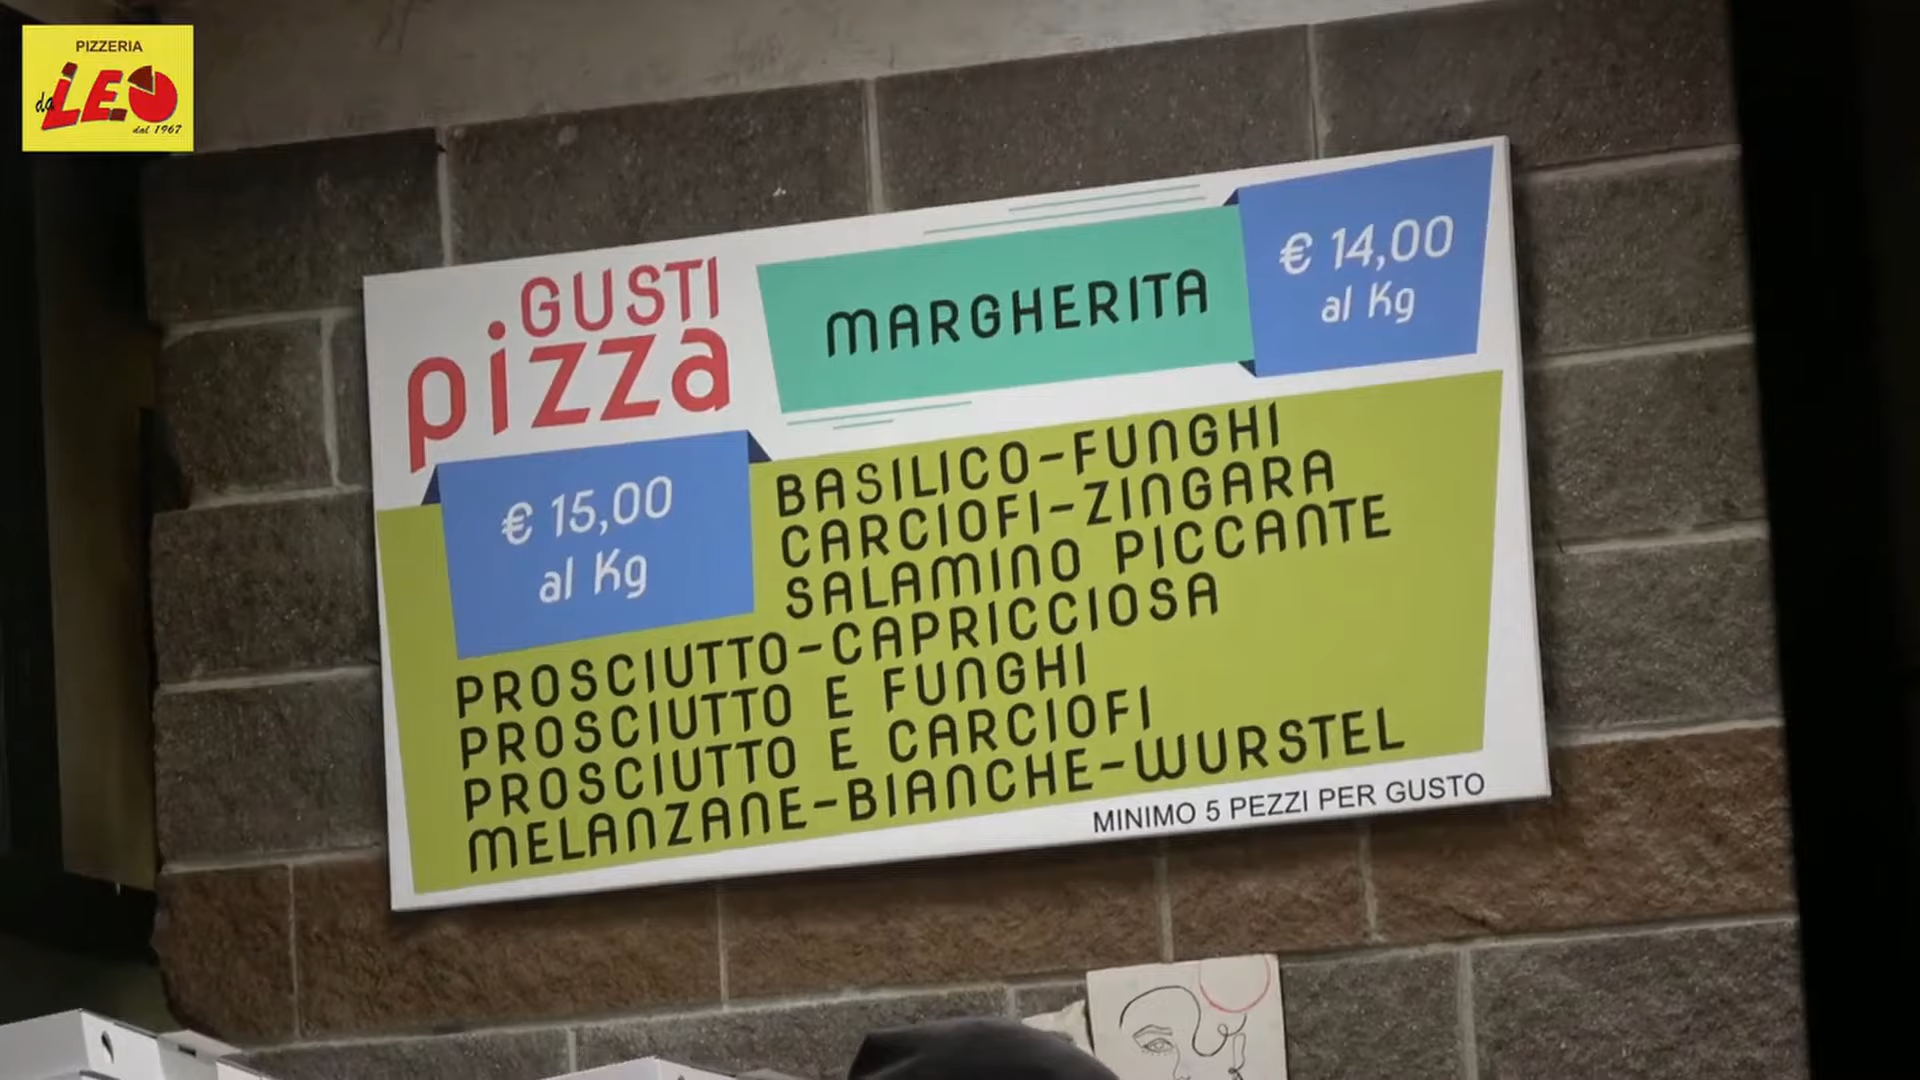 PIZZERIA
da LEO
dal 1967
GUSTI
pizza
MARGHERITA
€ 14,00
al Kg
€ 15,00
al Kg
BASILICO-FUNGHI
CARCIOFI-ZINGARA
SALAMINO PICCANTE
PROSCIUTTO-CAPRICCIOSA
PROSCIUTTO E FUNGHI
PROSCIUTTO E CARCIOFI
MELANZANE-BIANCHE-WURSTEL
MINIMO 5 PEZZI PER GUSTO